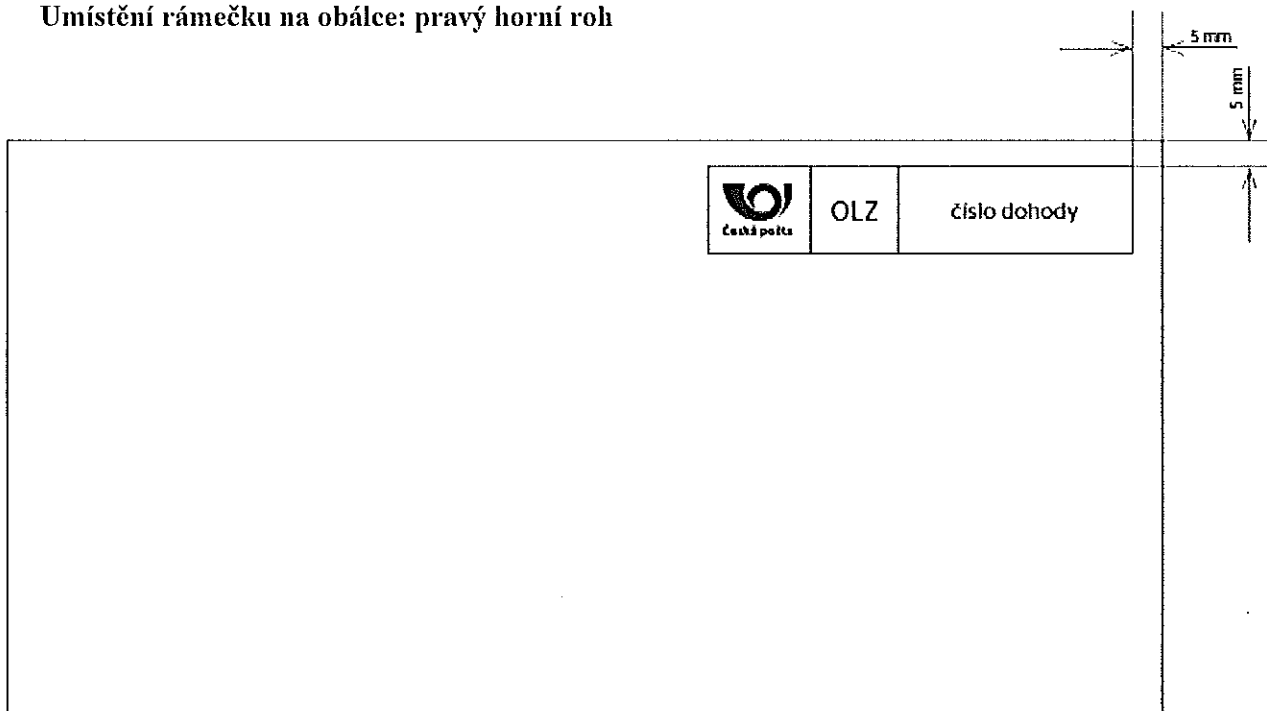 Umístění rámečku na obálce: pravý horní roh
5 mm
5 mm
Česká pošta
OLZ
číslo dohody